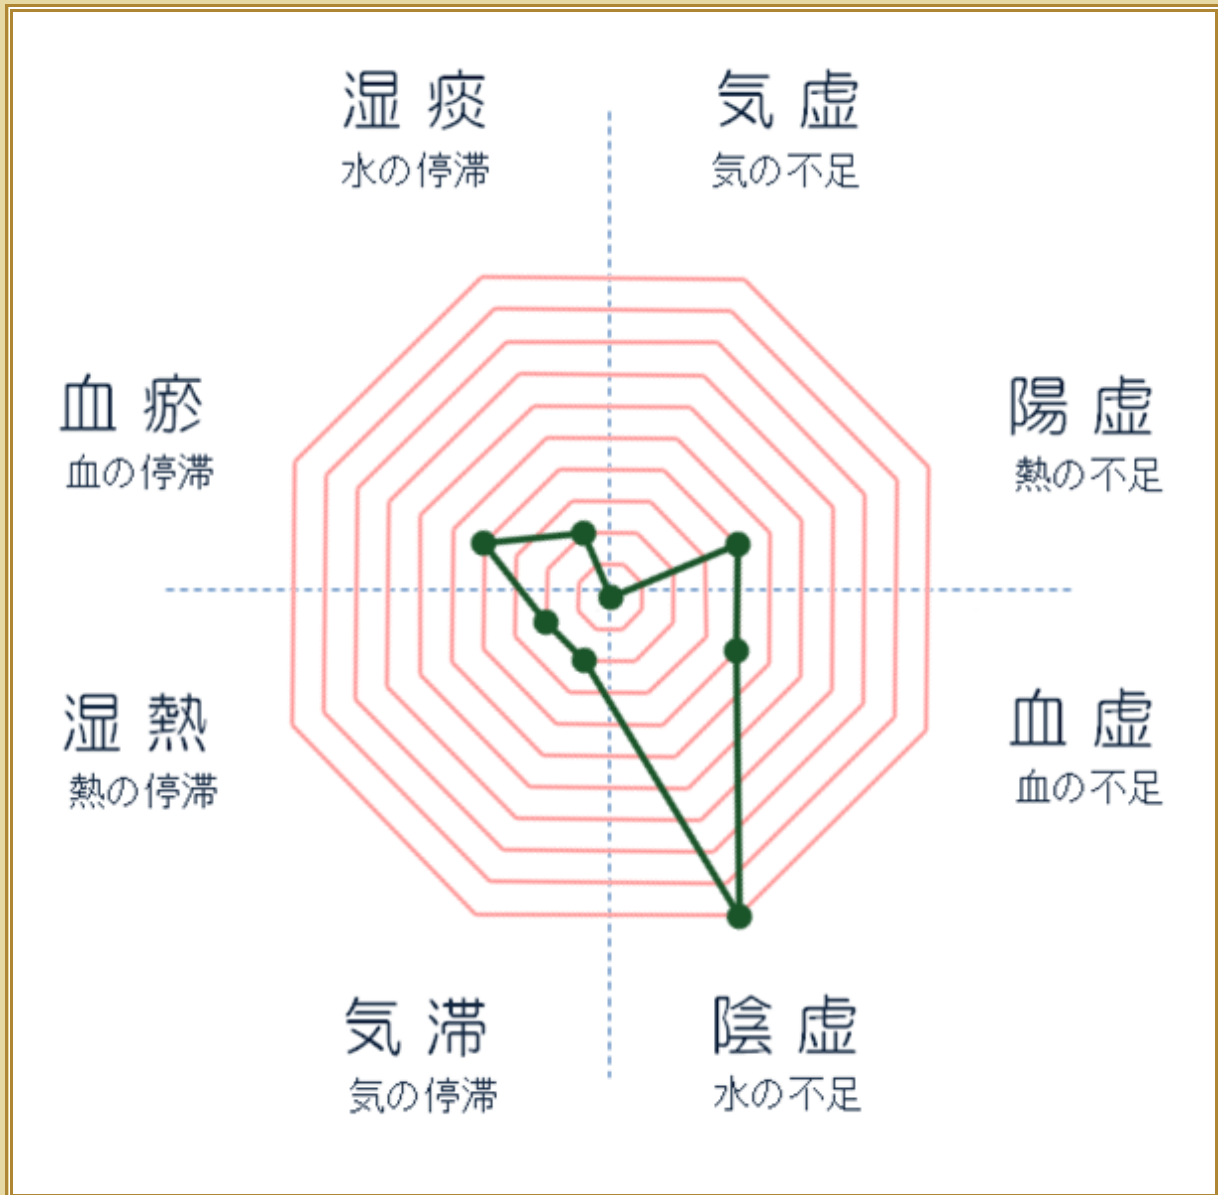 湿痰
水の停滞
気虚
気の不足
血瘀
血の停滞
陽虚
熱の不足
湿熱
熱の停滞
血虚
血の不足
気滞
気の停滞
陰虚
水の不足